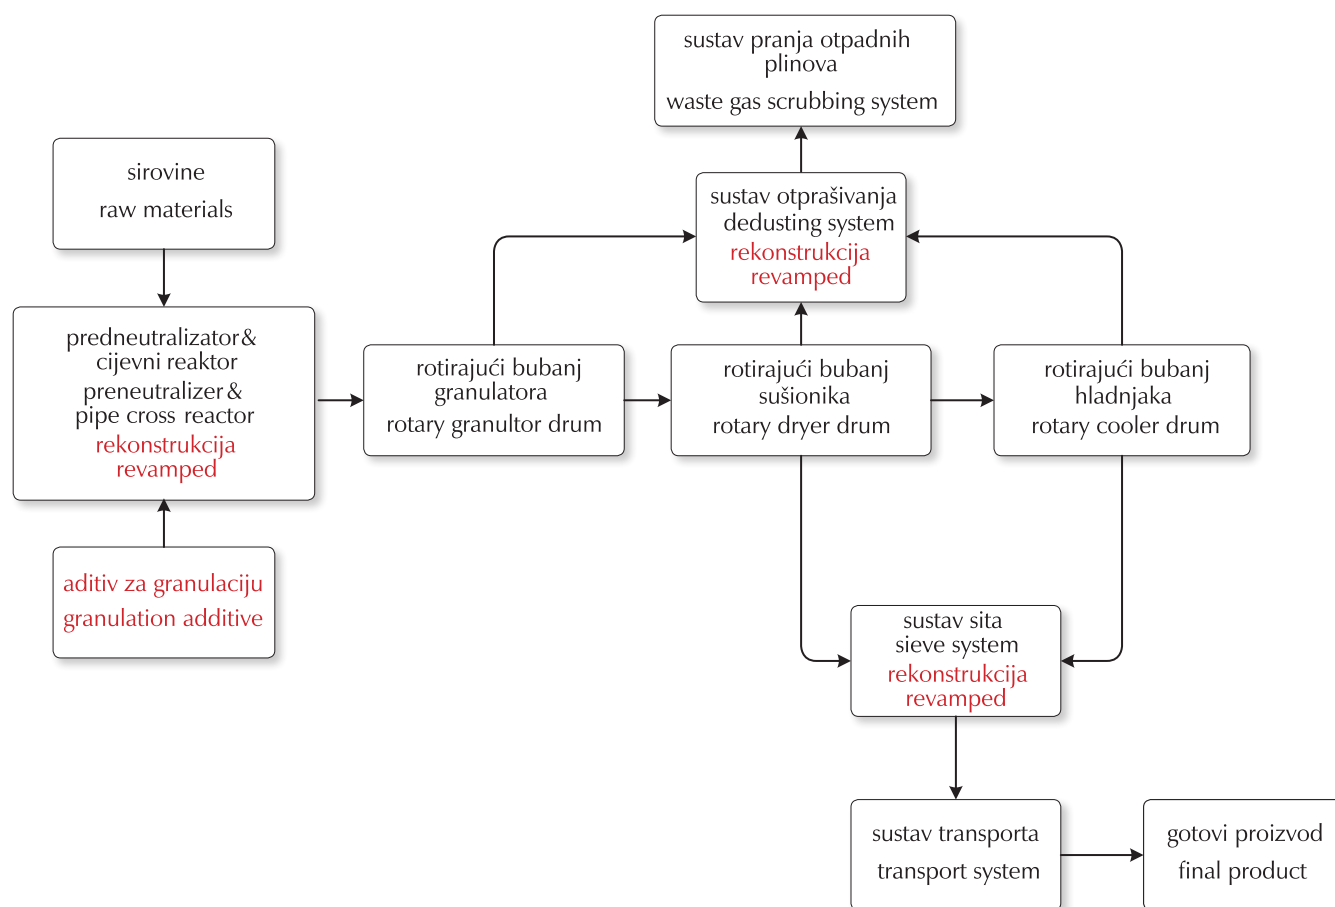 sustav pranja otpadnih
plinova
waste gas scrubbing system
sirovine
raw materials
sustav otprašivanja
dedusting system
rekonstrukcija
revamped
predneutralizator &
cijevni reaktor
preneutralizer &
pipe cross reactor
rekonstrukcija
revamped
rotirajući bubanj
granulatora
rotary granultor drum
rotirajući bubanj
sušionika
rotary dryer drum
rotirajući bubanj
hladnjaka
rotary cooler drum
aditiv za granulaciju
granulation additive
sustav sita
sieve system
rekonstrukcija
revamped
sustav transporta
transport system
gotovi proizvod
final product